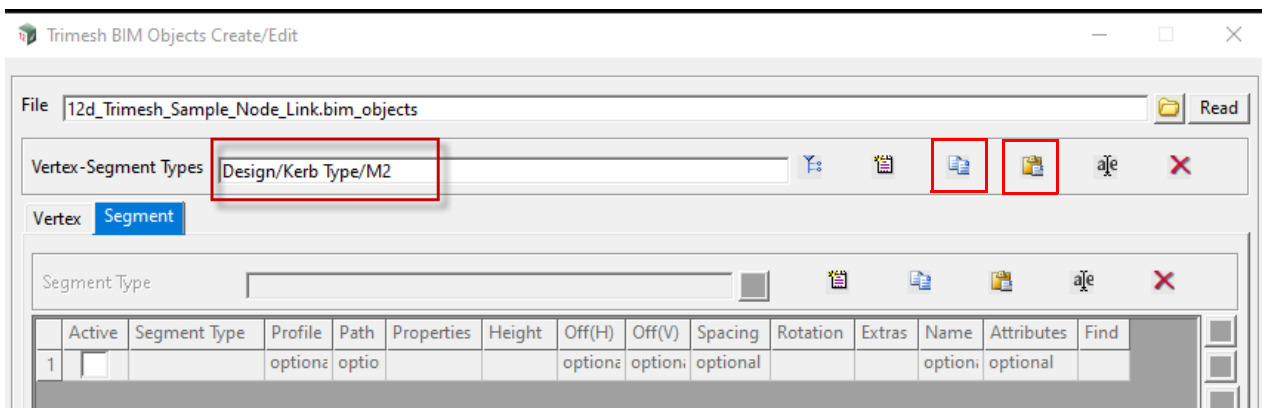 Trimesh BIM Objects Create/Edit
File 12d_Trimesh_Sample_Node_Link.bim_objects Read
Vertex-Segment Types Design/Kerb Type/M2
Vertex Segment
Segment Type
Active Segment Type Profile Path Properties Height Off(H) Off(V) Spacing Rotation Extras Name Attributes Find
1 optiona optio optiona option optional option optional